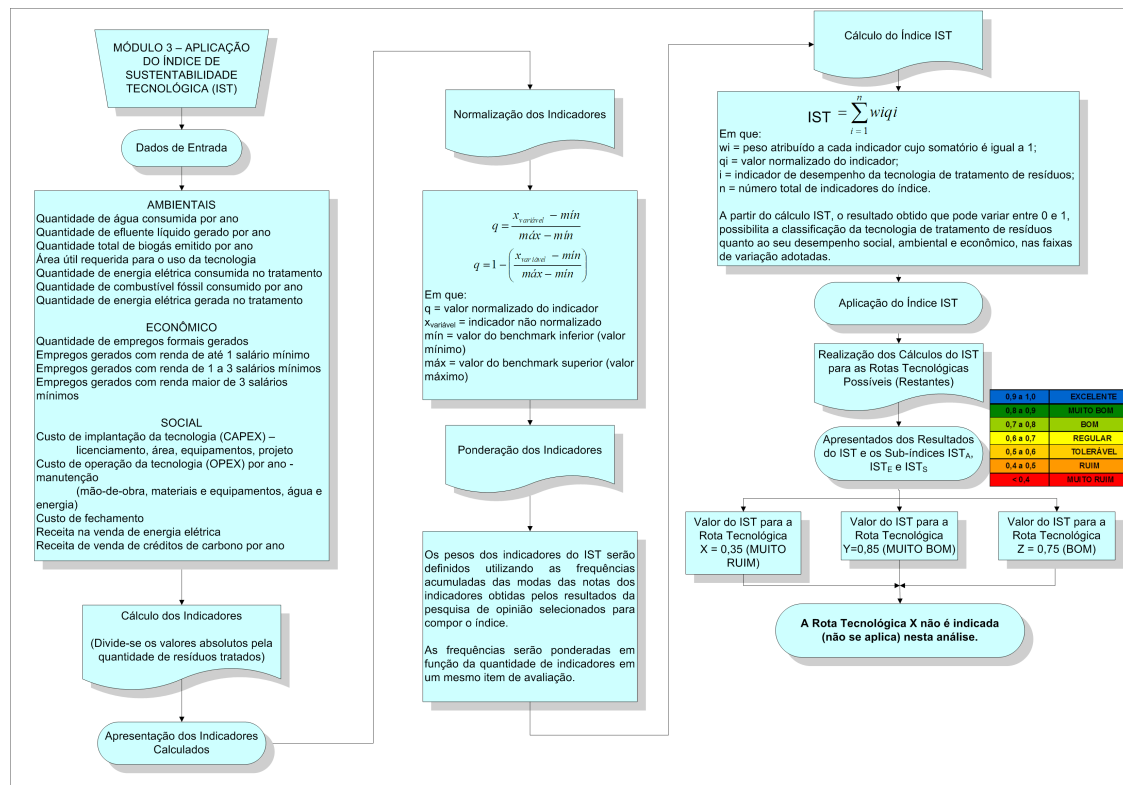 MÓDULO 3 – APLICAÇÃO
DO ÍNDICE DE
SUSTENTABILIDADE
TECNOLÓGICA (IST)
Dados de Entrada
AMBIENTAIS
Quantidade de água consumida por ano
Quantidade de efluente líquido gerado por ano
Quantidade total de biogás emitido por ano
Área útil requerida para o uso da tecnologia
Quantidade de energia elétrica consumida no tratamento
Quantidade de combustível fóssil consumido por ano
Quantidade de energia elétrica gerada no tratamento
ECONÔMICO
Quantidade de empregos formais gerados
Empregos gerados com renda de até 1 salário mínimo
Empregos gerados com renda de 1 a 3 salários mínimos
Empregos gerados com renda maior de 3 salários
mínimos
SOCIAL
Custo de implantação da tecnologia (CAPEX) –
licenciamento, área, equipamentos, projeto
Custo de operação da tecnologia (OPEX) por ano -
manutenção
(mão-de-obra, materiais e equipamentos, água e
energia)
Custo de fechamento
Receita na venda de energia elétrica
Receita de venda de créditos de carbono por ano
Cálculo dos Indicadores
(Divide-se os valores absolutos pela
quantidade de resíduos tratados)
Apresentação dos Indicadores
Calculados
Normalização dos Indicadores
q = (x_variável − mín) / (máx − mín)
q = 1 − ((x_variável − mín) / (máx − mín))
Em que:
q = valor normalizado do indicador
x_variável = indicador não normalizado
mín = valor do benchmark inferior (valor
mínimo)
máx = valor do benchmark superior (valor
máximo)
Ponderação dos Indicadores
Os pesos dos indicadores do IST serão
definidos utilizando as frequências
acumuladas das modas das notas dos
indicadores obtidas pelos resultados da
pesquisa de opinião selecionados para
compor o índice.
As frequências serão ponderadas em
função da quantidade de indicadores em
um mesmo item de avaliação.
Cálculo do Índice IST
IST = ∑_{i = 1}^{n} wiqi
Em que:
wi = peso atribuído a cada indicador cujo somatório é igual a 1;
qi = valor normalizado do indicador;
i = indicador de desempenho da tecnologia de tratamento de resíduos;
n = número total de indicadores do índice.
A partir do cálculo IST, o resultado obtido que pode variar entre 0 e 1,
possibilita a classificação da tecnologia de tratamento de resíduos
quanto ao seu desempenho social, ambiental e econômico, nas faixas
de variação adotadas.
Aplicação do Índice IST
Realização dos Cálculos do IST
para as Rotas Tecnológicas
Possíveis (Restantes)
0,9 a 1,0 EXCELENTE
0,8 a 0,9 MUITO BOM
0,7 a 0,8 BOM
0,6 a 0,7 REGULAR
0,5 a 0,6 TOLERÁVEL
0,4 a 0,5 RUIM
< 0,4 MUITO RUIM
Apresentados dos Resultados
do IST e os Sub-índices IST_A,
IST_E e IST_S
Valor do IST para a
Rota Tecnológica
X = 0,35 (MUITO
RUIM)
Valor do IST para a
Rota Tecnológica
Y=0,85 (MUITO BOM)
Valor do IST para a
Rota Tecnológica
Z = 0,75 (BOM)
A Rota Tecnológica X não é indicada
(não se aplica) nesta análise.